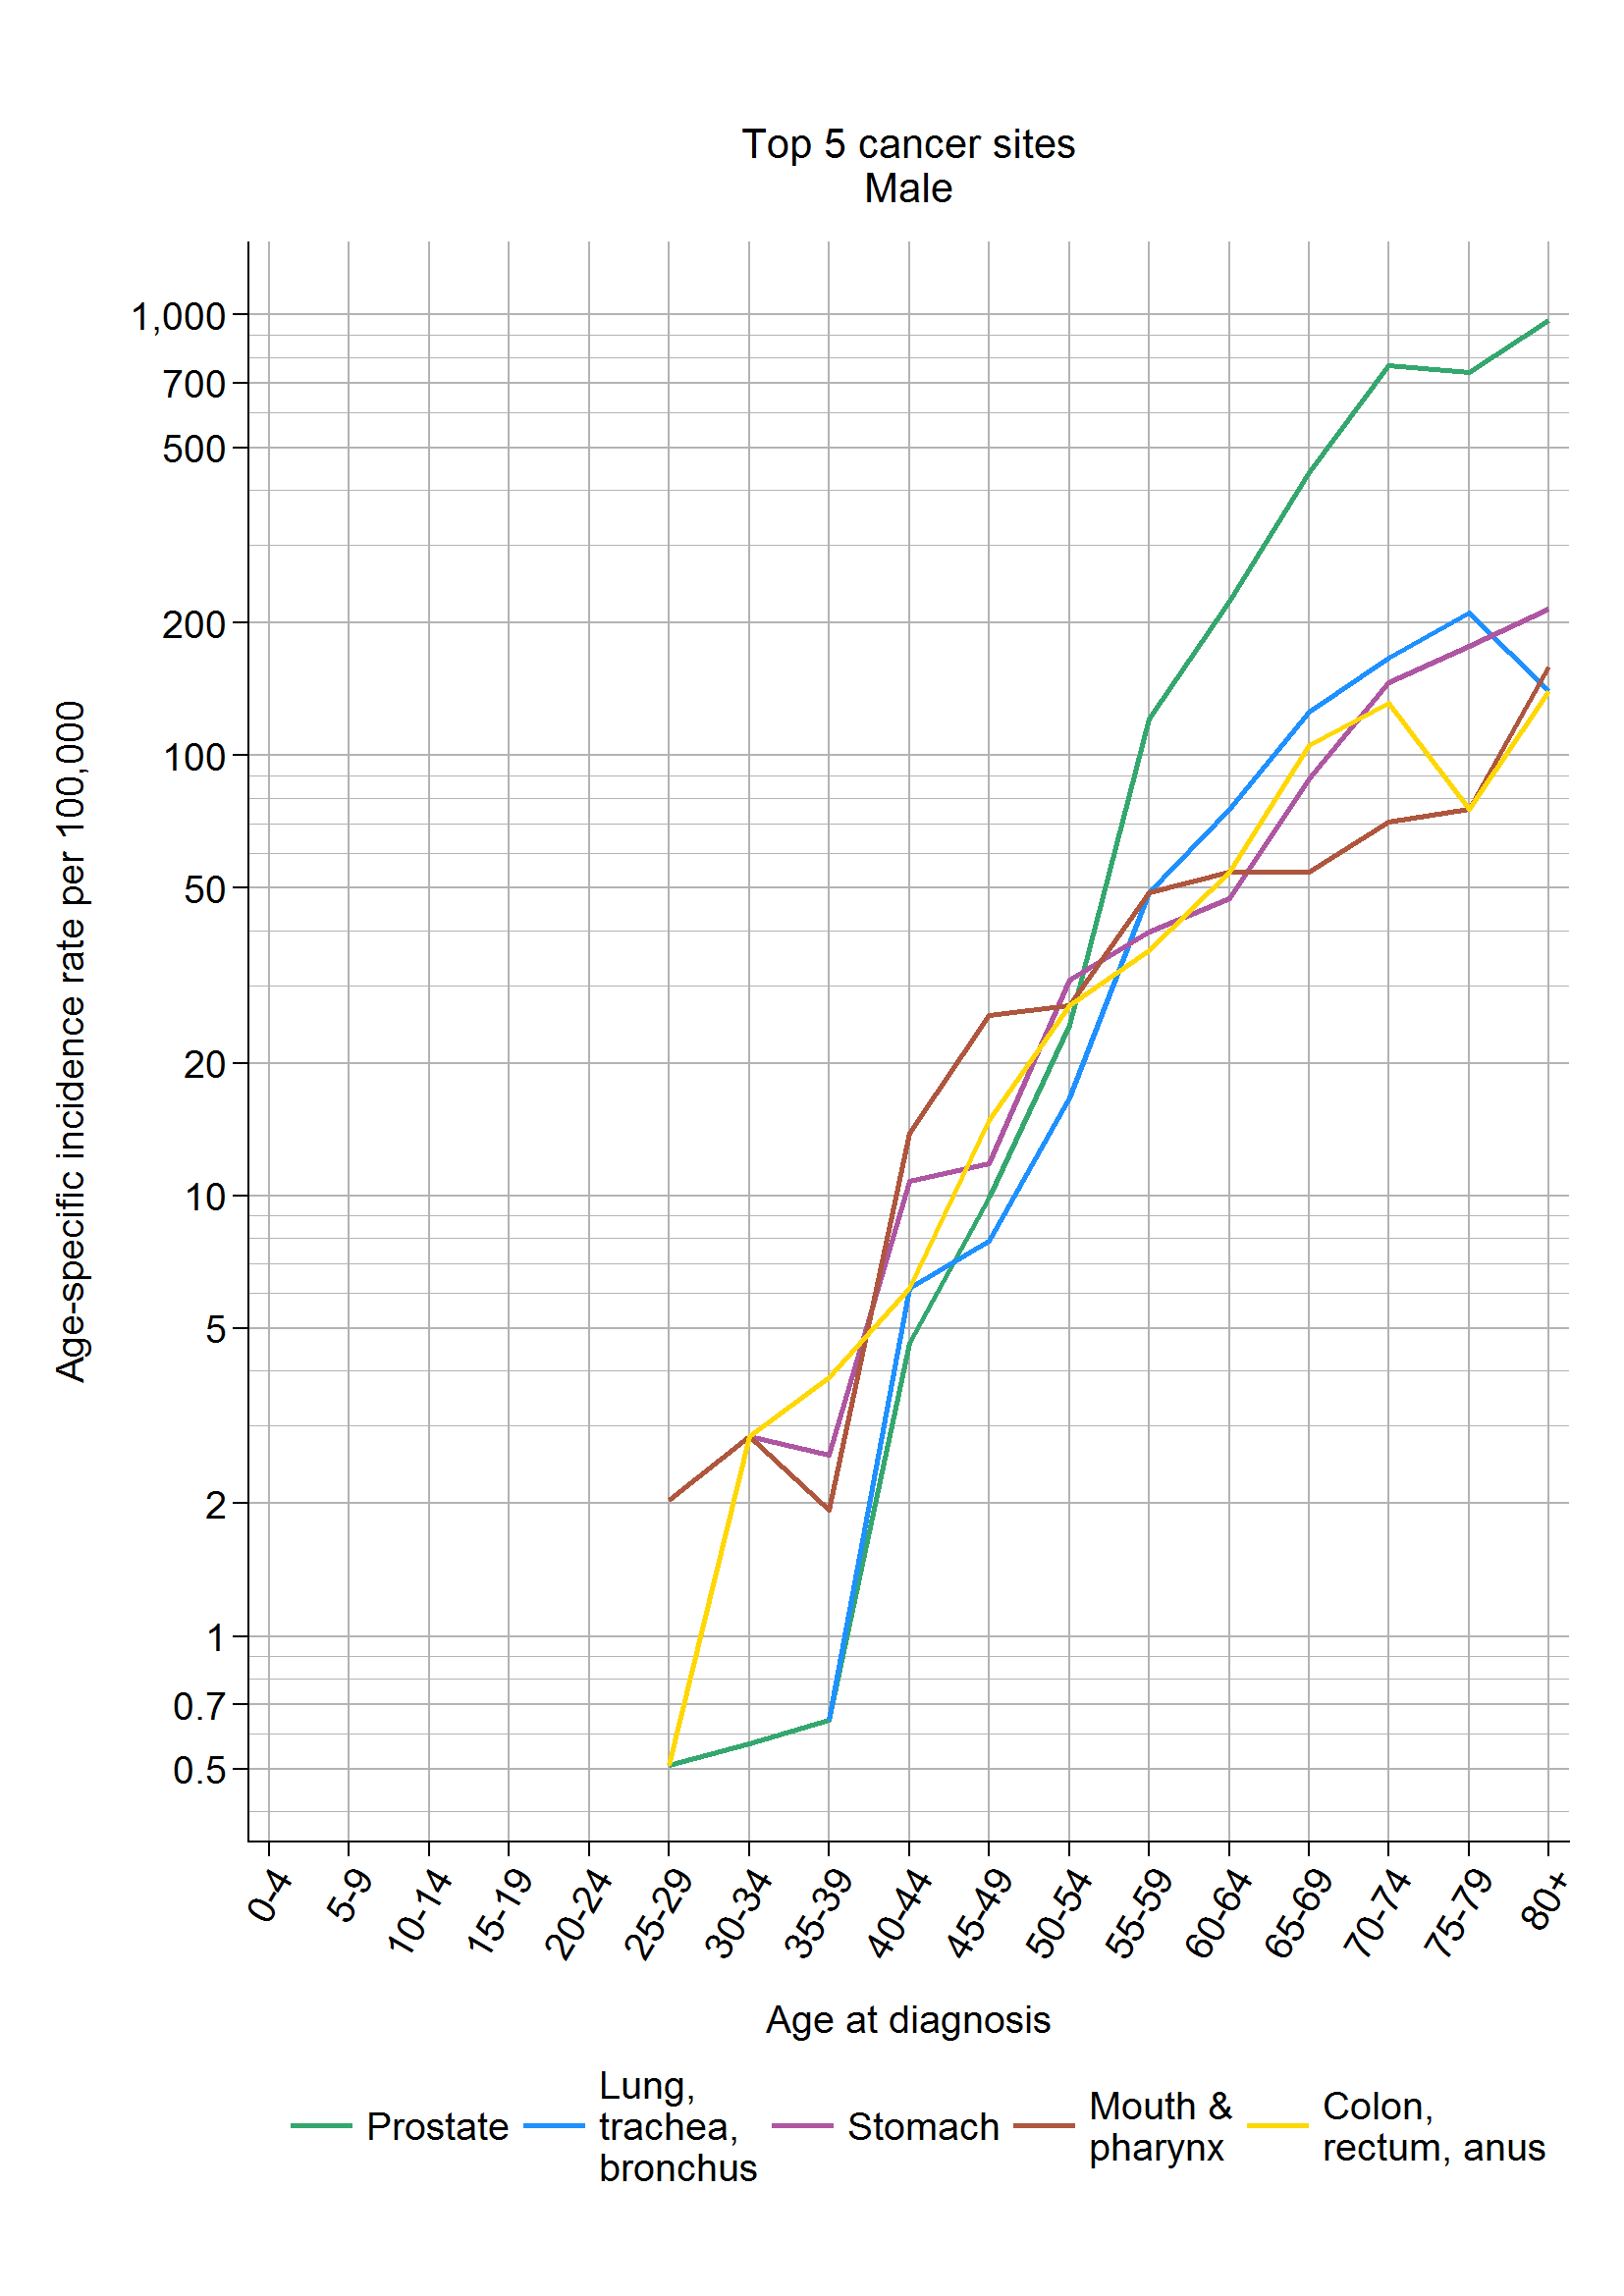 Top 5 cancer sites
Male
Age-specific incidence rate per 100,000
1,000
700
500
200
100
50
20
10
5
2
1
0.7
0.5
0-4
5-9
10-14
15-19
20-24
25-29
30-34
35-39
40-44
45-49
50-54
55-59
60-64
65-69
70-74
75-79
80+
Age at diagnosis
Prostate
Lung,
trachea,
bronchus
Stomach
Mouth &
pharynx
Colon,
rectum, anus